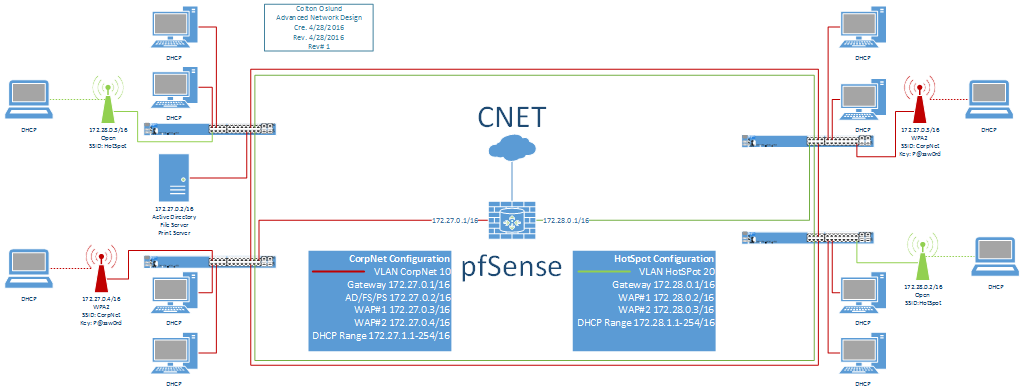 Colton Oslund
Advanced Network Design
Cre. 4/28/2016
Rev. 4/28/2016
Rev# 1
DHCP
DHCP
DHCP
172.28.0.3/16
Open
SSID: HotSpot
172.27.0.2/16
Active Directory
File Server
Print Server
DHCP
172.27.0.4/16
WPA2
SSID: CorpNet
Key: P@ssw0rd
DHCP
DHCP
CNET
172.27.0.1/16
172.28.0.1/16
pfSense
CorpNet Configuration
VLAN CorpNet 10
Gateway 172.27.0.1/16
AD/FS/PS 172.27.0.2/16
WAP#1 172.27.0.3/16
WAP#2 172.27.0.4/16
DHCP Range 172.27.1.1-254/16
HotSpot Configuration
VLAN HotSPot 20
Gateway 172.28.0.1/16
WAP#1 172.28.0.2/16
WAP#2 172.28.0.3/16
DHCP Range 172.28.1.1-254/16
DHCP
DHCP
172.27.0.3/16
WPA2
SSID: CorpNet
Key: P@ssw0rd
DHCP
172.28.0.2/16
Open
SSID:HotSpot
DHCP
DHCP
DHCP